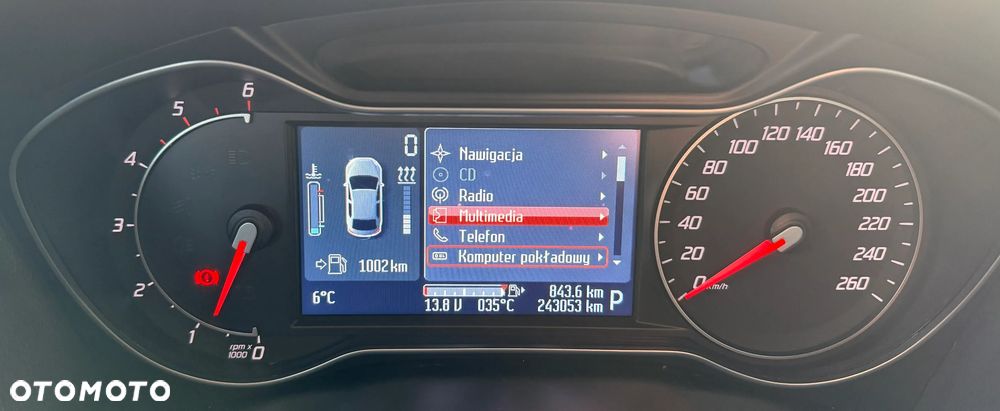 6
5
4
3
2
1
rpm x
1000
0
0
Nawigacja
CD
Radio
Multimedia
Telefon
Komputer pokładowy
1002 km
6°C
13.8 V 035°C
843.6 km
243053 km
P
0
20
40
60
80
100
120
140
160
180
200
220
240
260
km/h
OTOMOTO